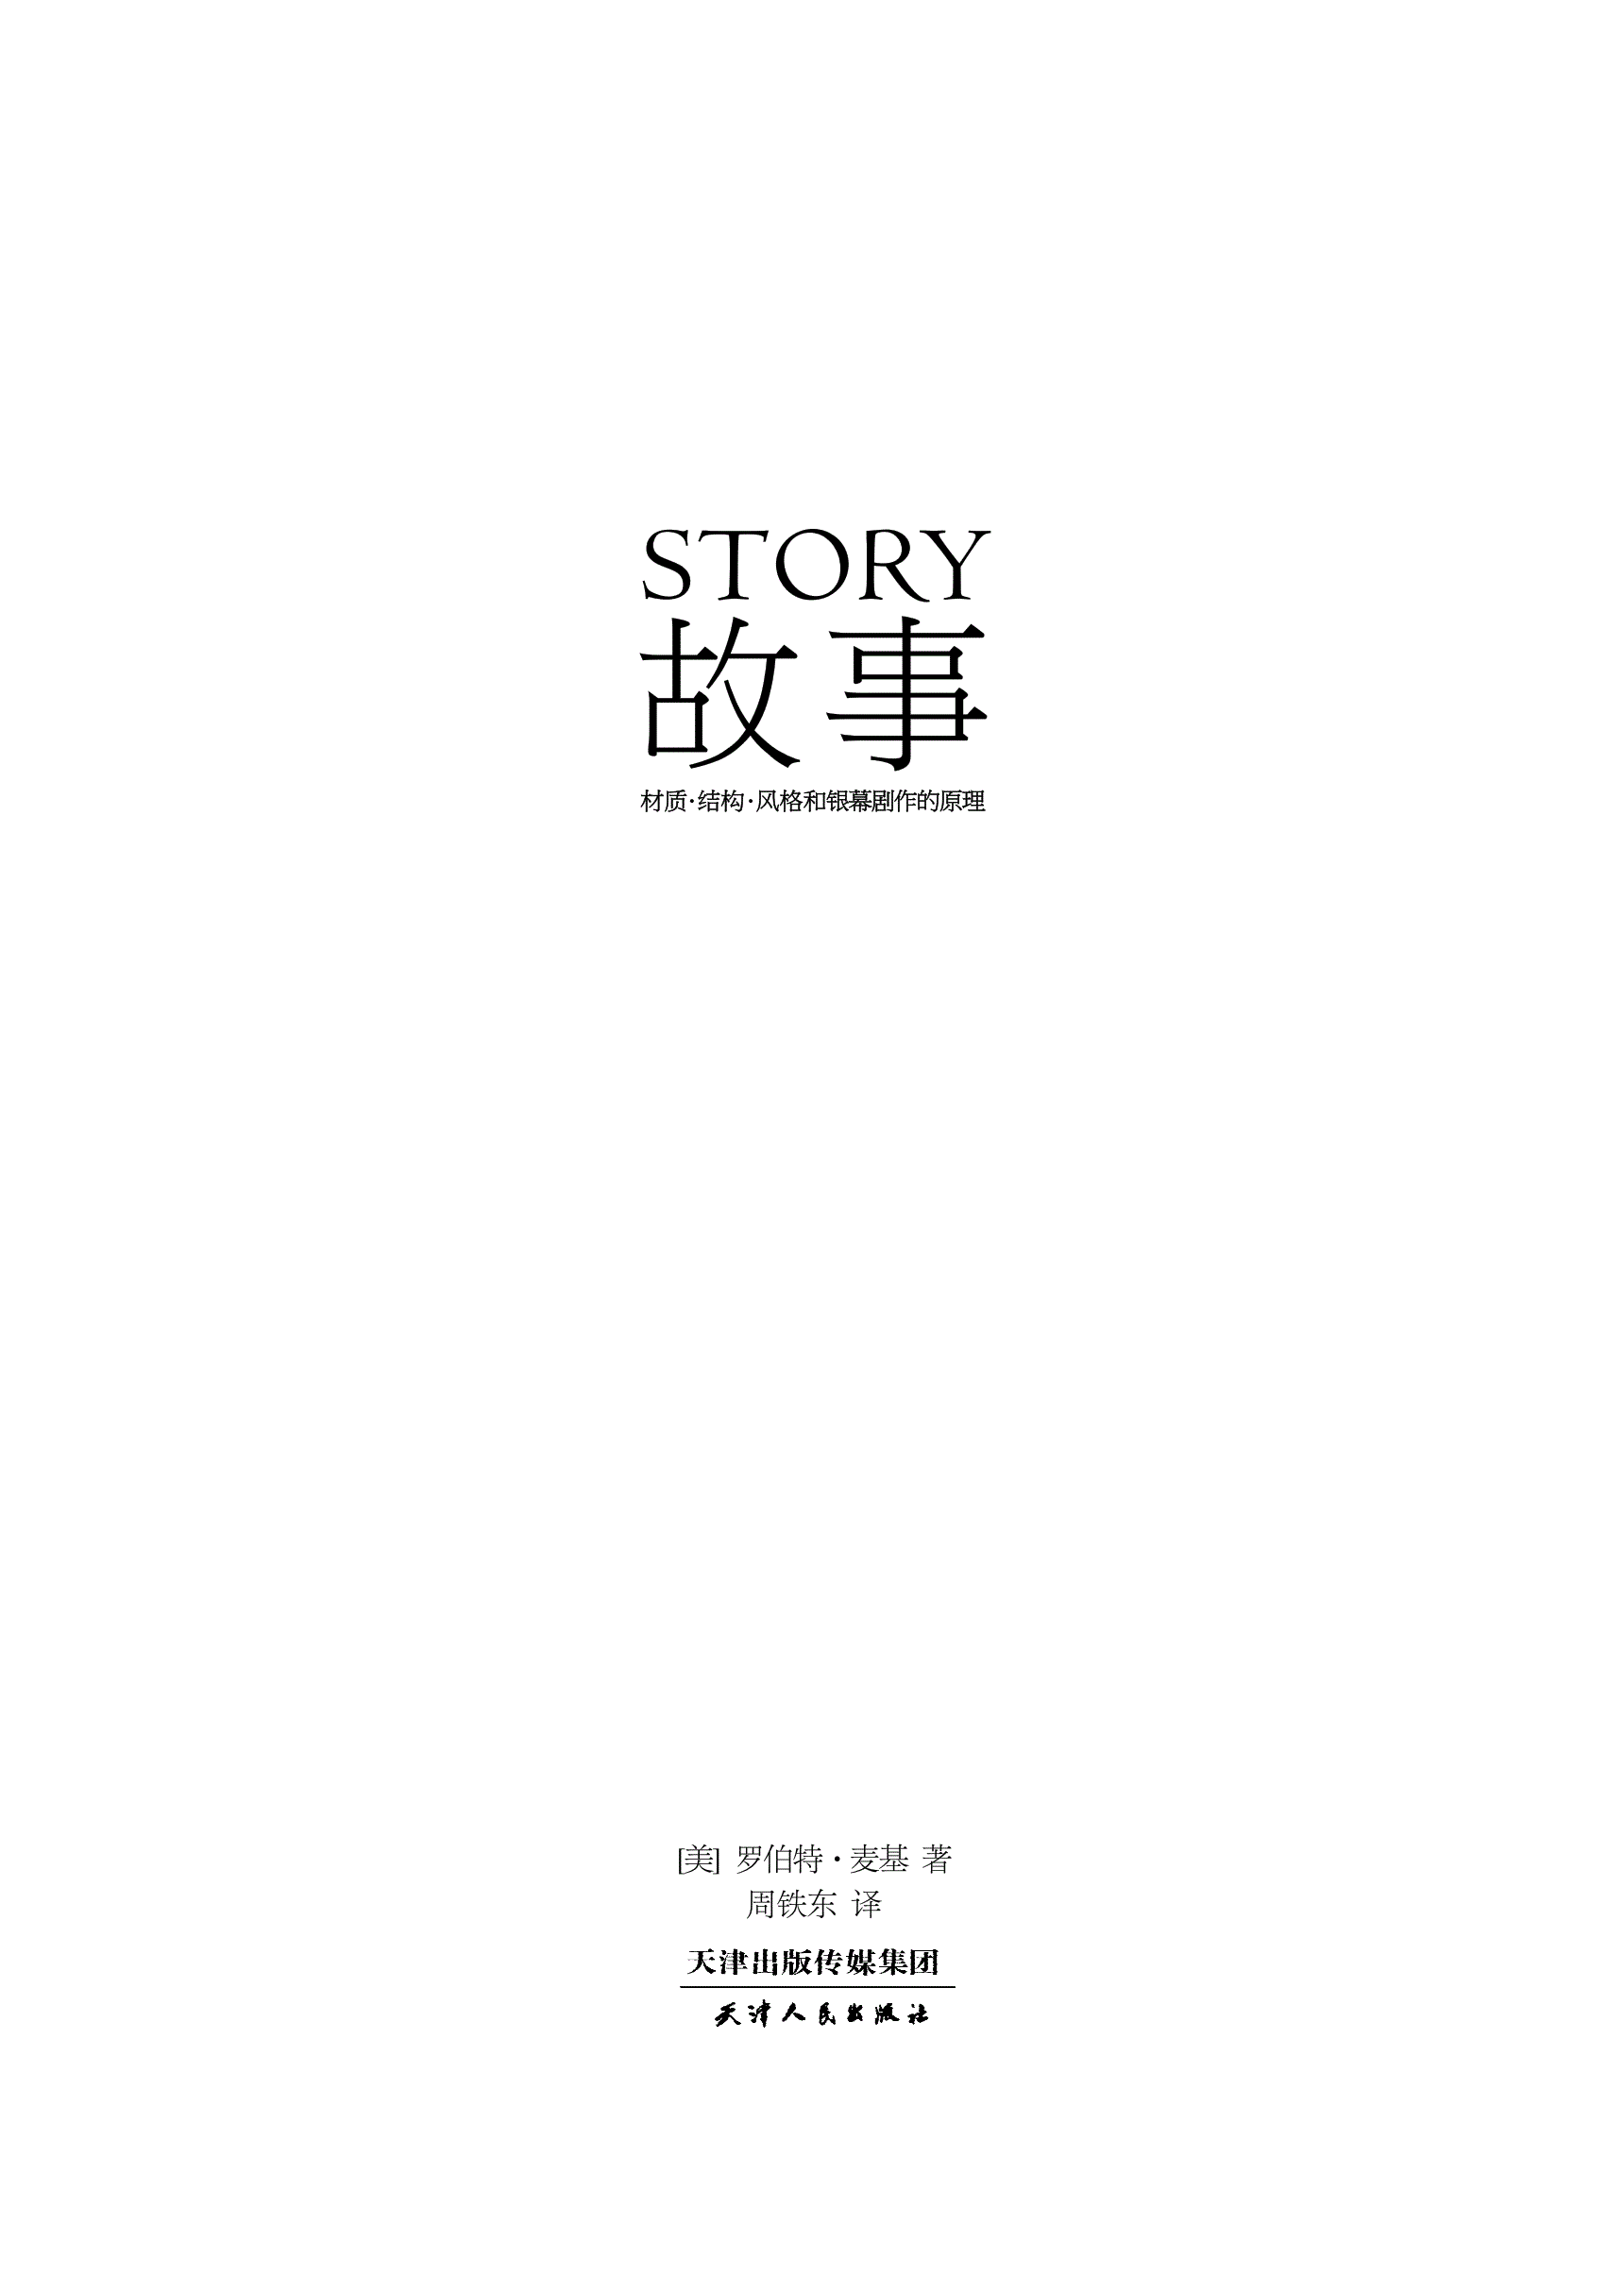 STORY
故事
材质·结构·风格和银幕剧作的原理
[美] 罗伯特·麦基 著
周铁东 译
天津出版传媒集团
天津人民出版社